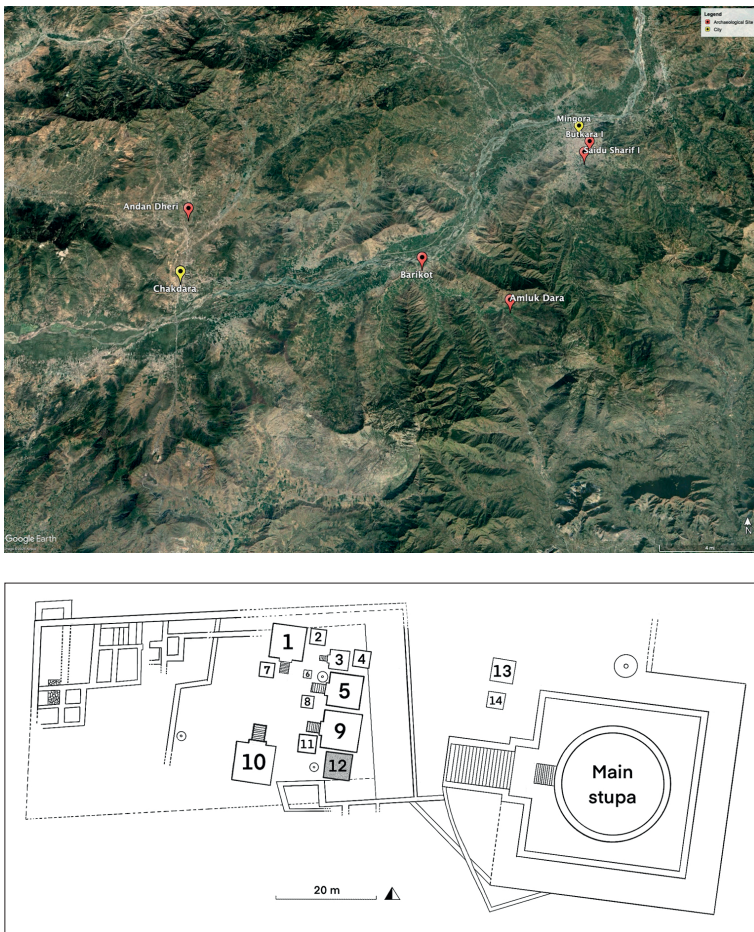 Legend
Archaeological Site
City
Mingora
Butkara I
Saidu Sharif I
Andan Dheri
Barikot
Chakdara
Amluk Dara
Google Earth
N
4 m
1
2
3
4
7
6
5
8
9
11
10
12
13
14
Main
stupa
20 m